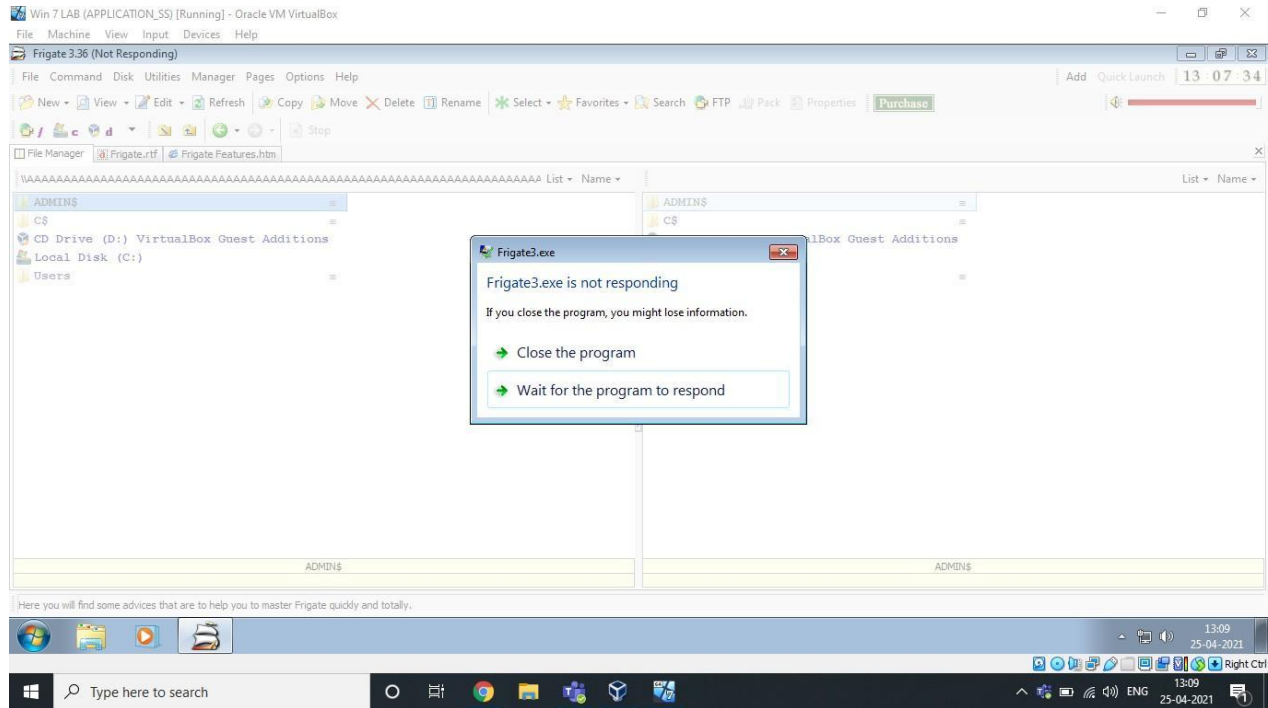 Win 7 LAB (APPLICATION_SS) [Running] - Oracle VM VirtualBox
File Machine View Input Devices Help
Frigate 3.36 (Not Responding)
File Command Disk Utilities Manager Pages Options Help Add Quick Launch 13 07 34
New View Edit Refresh Copy Move Delete Rename Select Favorites Search FTP Pack Properties Purchase
/ c d Stop
File Manager Frigate.rtf Frigate Features.htm
List Name List Name
ADMIN$ ADMIN$
C$ C$
CD Drive (D:) VirtualBox Guest Additions alBox Guest Additions
Local Disk (C:)
Users
Frigate3.exe
Frigate3.exe is not responding
If you close the program, you might lose information.
Close the program
Wait for the program to respond
ADMIN$ ADMIN$
Here you will find some advices that are to help you to master Frigate quickly and totally.
13:09
25-04-2021
Right Ctrl
Type here to search ENG 13:09
25-04-2021